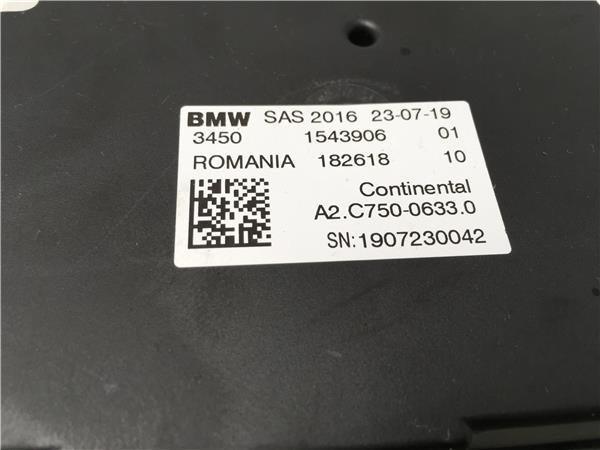 BMW SAS 2016 23-07-19
3450 1543906 01
ROMANIA 182618 10
Continental
A2.C750-0633.0
SN:1907230042